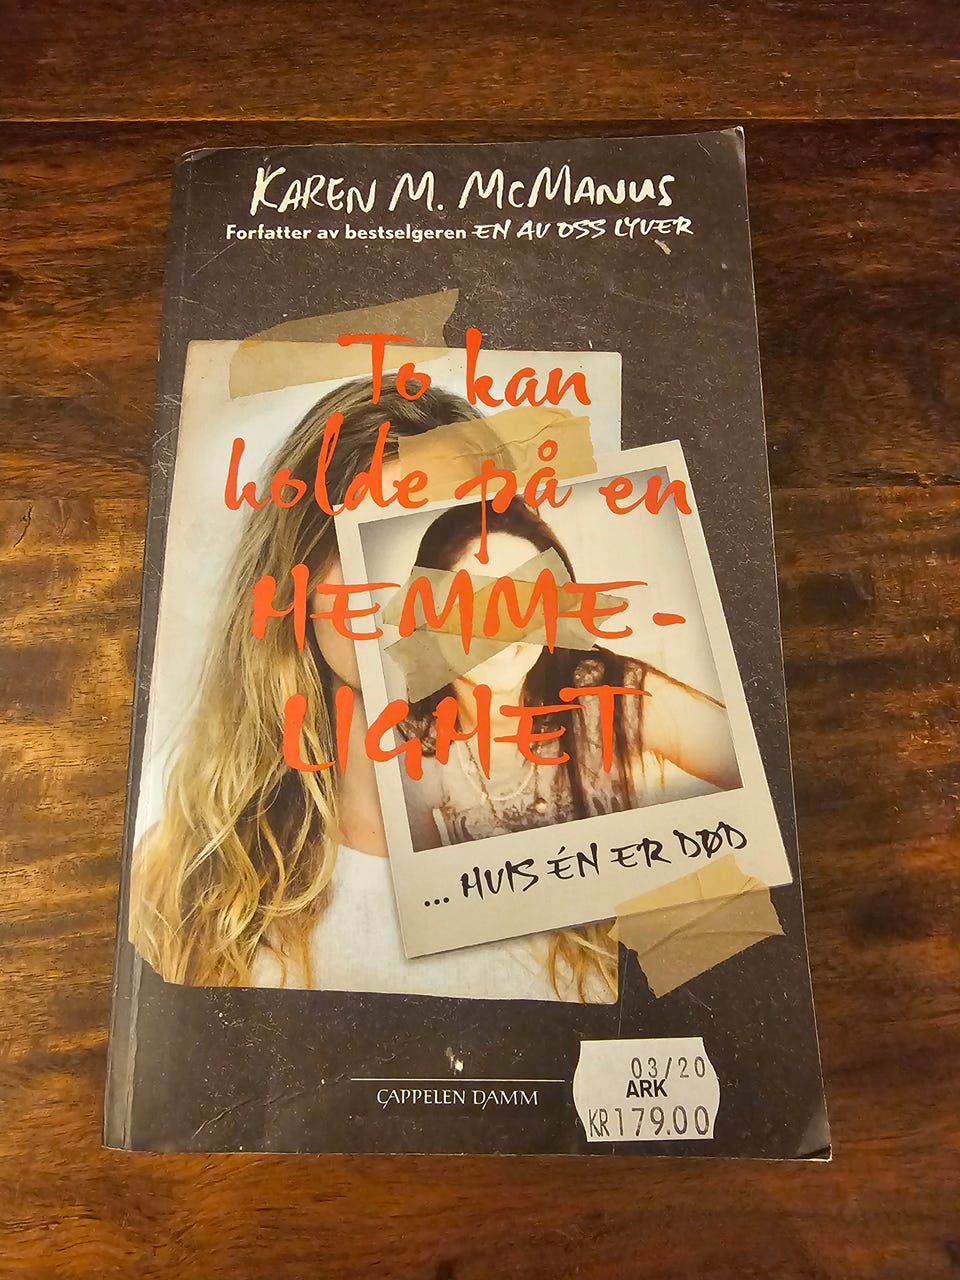 KAREN M. MCMANUS
Forfatter av bestselgeren EN AV OSS LYVER
To kan
holde på en
HEMME-
LIGHET
... HVIS ÉN ER DØD
CAPPELEN DAMM
03/20
ARK
KR179.00